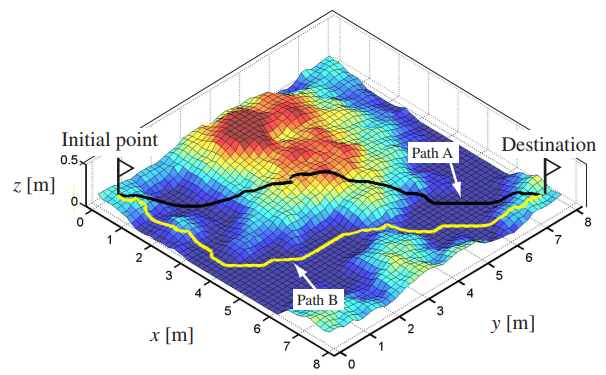 Initial point
Destination
Path A
0.5
z [m]
0
0
1
2
3
4
5
6
7
8
x [m]
Path B
0
1
2
3
4
5
6
7
8
y [m]